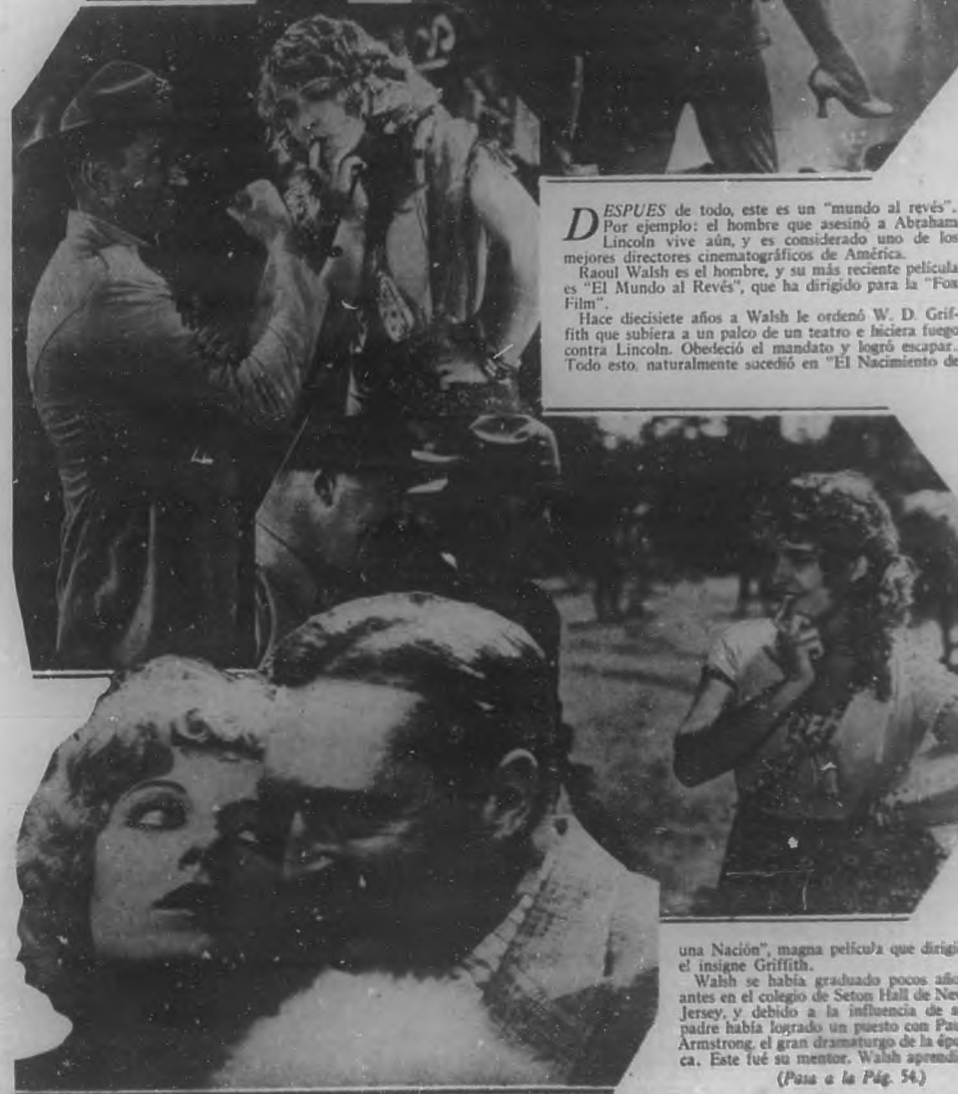 DESPUES de todo, este es un "mundo al revés".
Por ejemplo: el hombre que asesinó a Abraham
Lincoln vive aún, y es considerado uno de los
mejores directores cinematográficos de América.
Raoul Walsh es el hombre, y su más reciente película
es "El Mundo al Revés", que ha dirigido para la "Fox
Film".
Hace diecisiete años a Walsh le ordenó W. D. Grif-
fith que subiera a un palco de un teatro e hiciera fuego
contra Lincoln. Obedeció el mandato y logró escapar.
Todo esto, naturalmente sucedió en "El Nacimiento de
una Nación", magna película que dirigi
el insigne Griffith.
Walsh se había graduado pocos año
antes en el colegio de Seton Hall de New
Jersey, y debido a la influencia de s
padre había logrado un puesto con Pau
Armstrong, el gran dramaturgo de la épo
ca. Este fué su mentor. Walsh aprendi
(Pasa a la Pág. 54.)